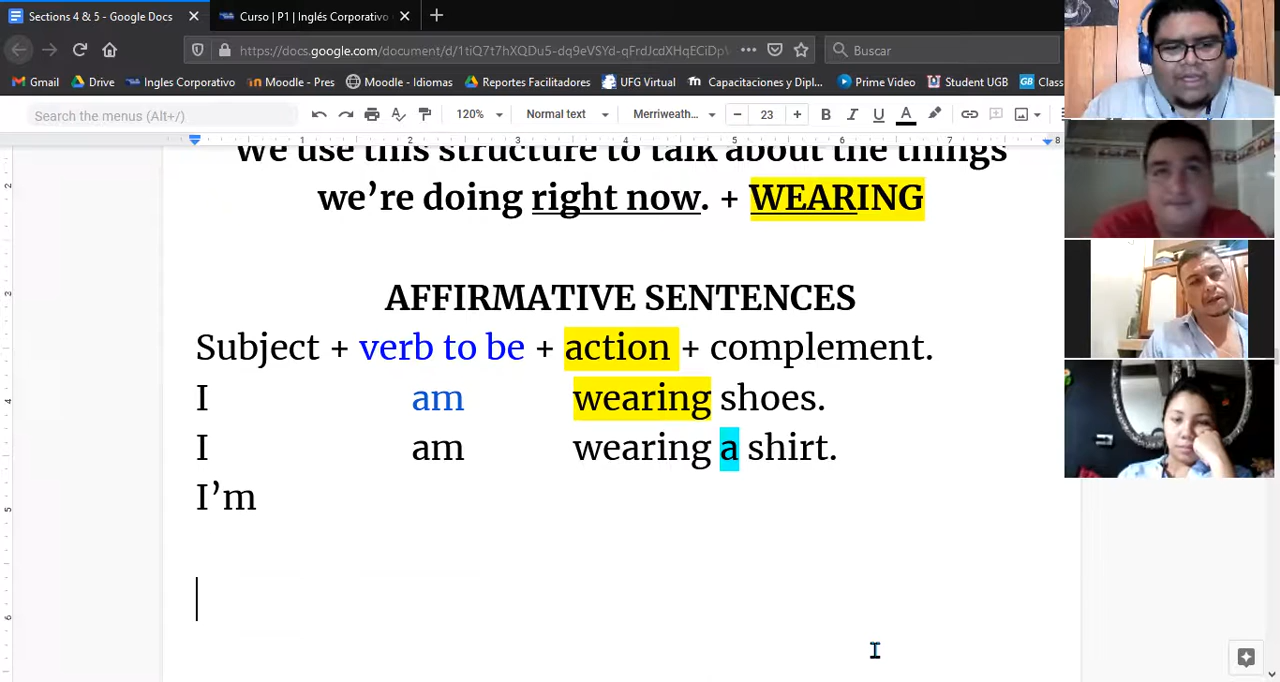 Sections 4 & 5 - Google Docs
Curso | P1 | Inglés Corporativo
https://docs.google.com/document/d/1tiQ7t7hXQDu5-dq9eVSYd-qFrdJcdXHqECiDp
Buscar
Gmail
Drive
Ingles Corporativo
Moodle - Pres
Moodle - Idiomas
Reportes Facilitadores
UFG Virtual
Capacitaciones y Dipl...
Prime Video
Student UGB
Class
Search the menus (Alt+/)
120%
Normal text
Merriweath...
23
We use this structure to talk about the things
we're doing right now. + WEARING
AFFIRMATIVE SENTENCES
Subject + verb to be + action + complement.
I am wearing shoes.
I am wearing a shirt.
I'm